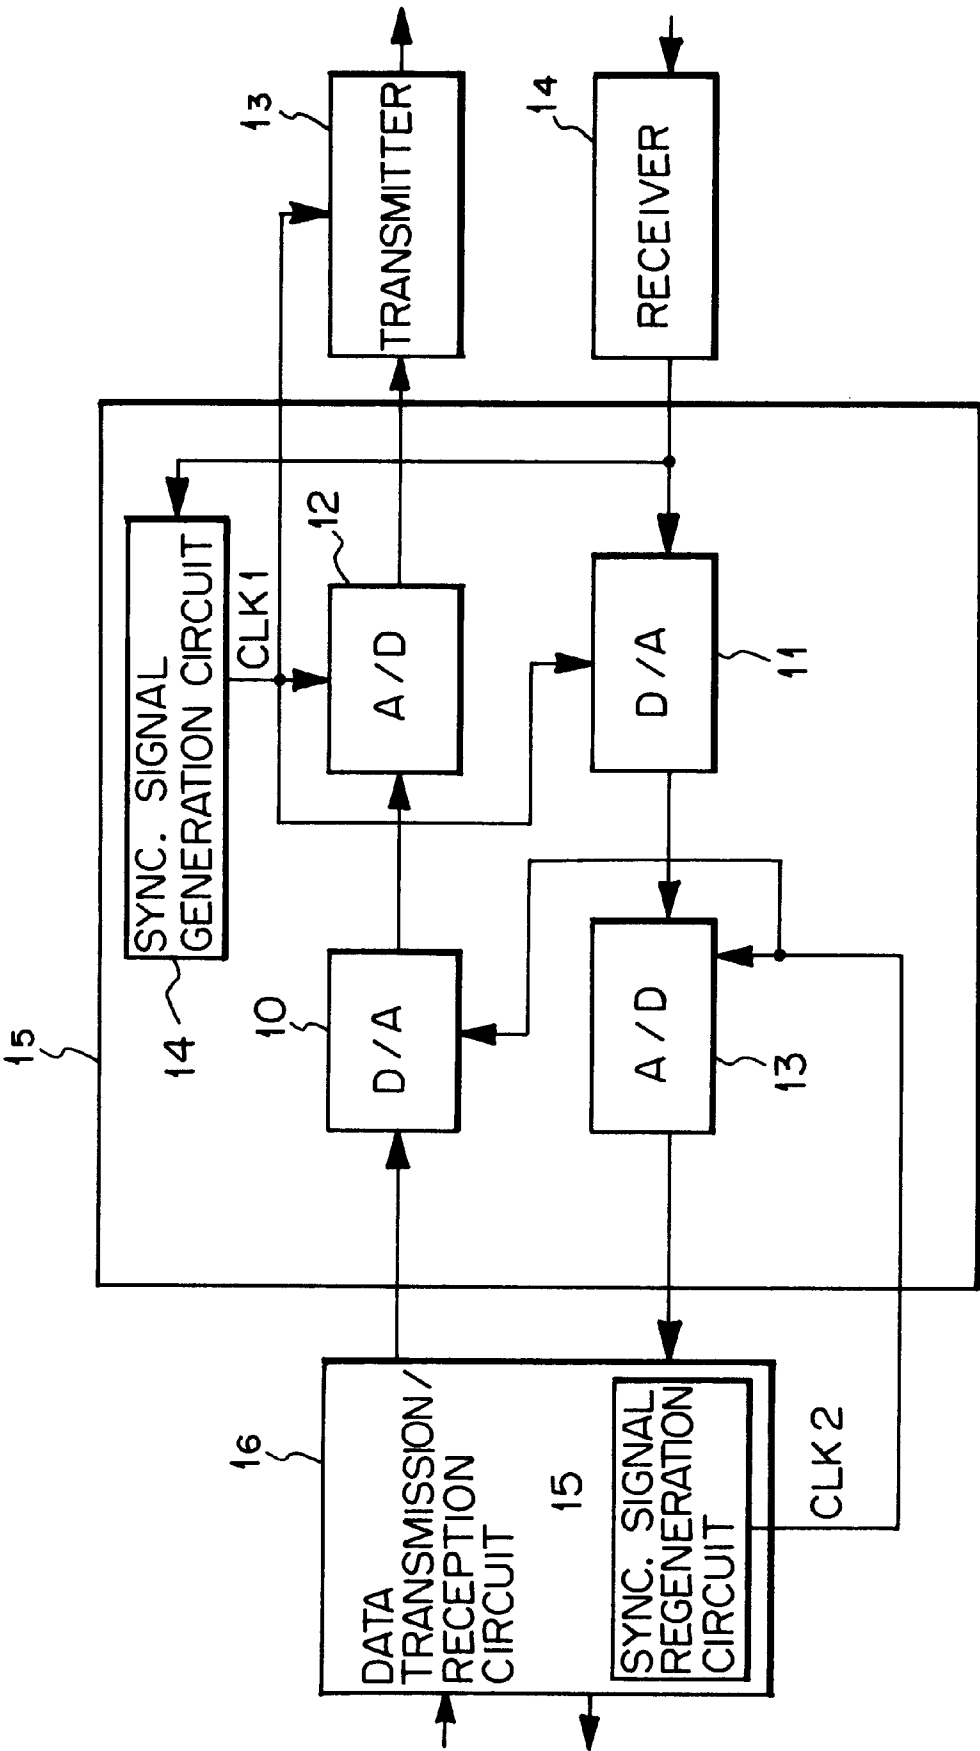 15
14
SYNC. SIGNAL
GENERATION CIRCUIT
CLK1
13
TRANSMITTER
10
D/A
12
A/D
16
DATA
TRANSMISSION/
RECEPTION
CIRCUIT
15
SYNC. SIGNAL
REGENERATION
CIRCUIT
CLK2
A/D
13
D/A
11
14
RECEIVER